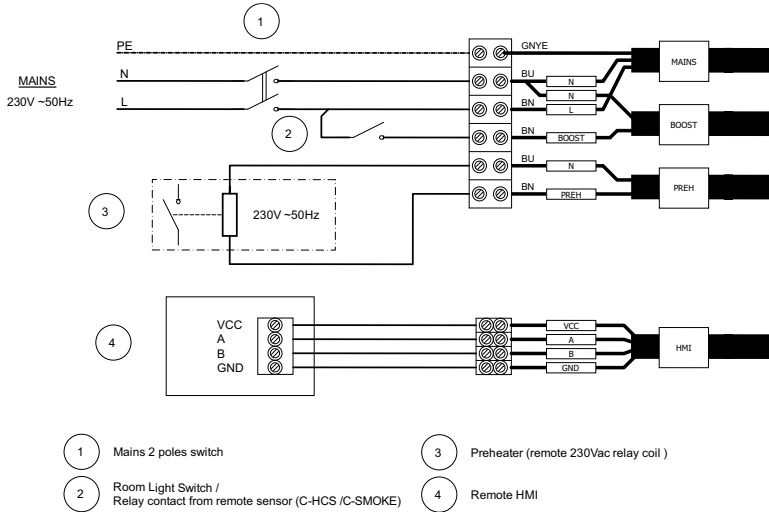 1
PE
GNYE
MAINS
MAINS
230V ~50Hz
N
BU
N
N
L
BN
L
2
BN
BOOST
BOOST
BU
N
3
230V ~50Hz
BN
PREH
PREH
4
VCC
VCC
A
A
B
B
GND
GND
HMI
1
Mains 2 poles switch
2
Room Light Switch /
Relay contact from remote sensor (C-HCS /C-SMOKE)
3
Preheater (remote 230Vac relay coil )
4
Remote HMI